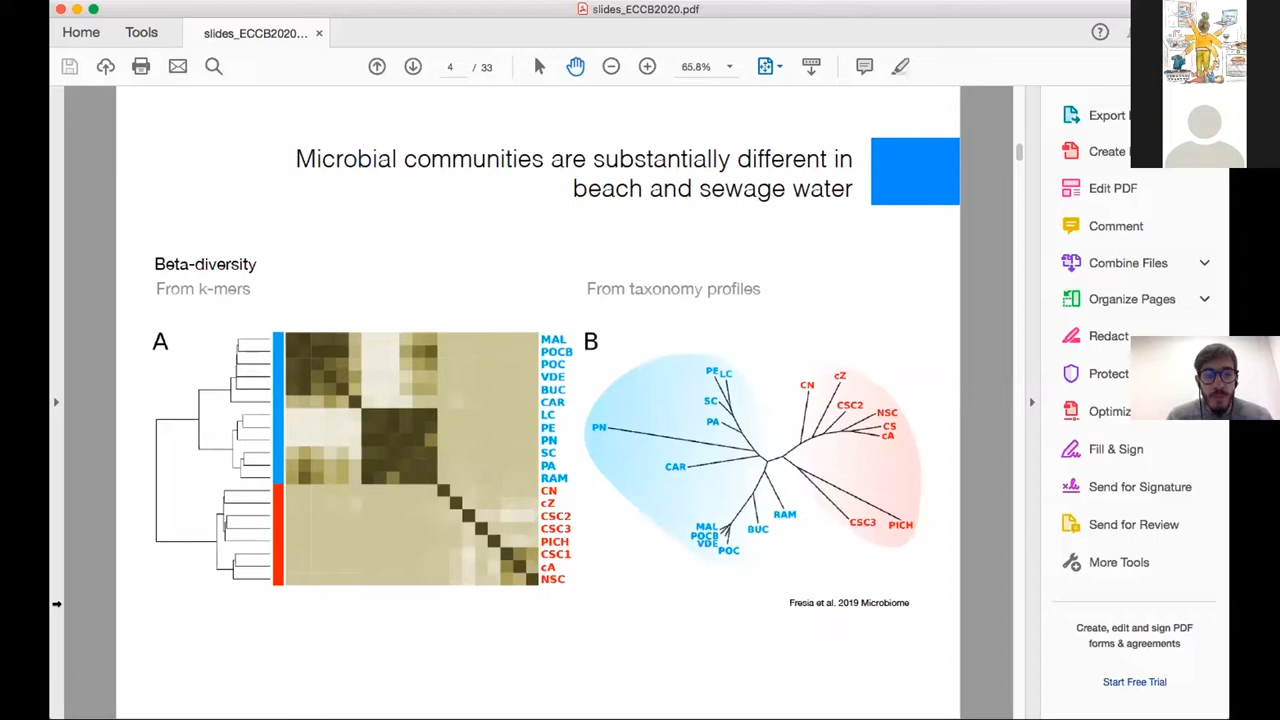 slides_ECCB2020.pdf
Home
Tools
slides_ECCB2020...
×
4 / 33
65.8%
Microbial communities are substantially different in
beach and sewage water
Beta-diversity
From k-mers
From taxonomy profiles
A
MAL
POCB
POC
VDE
BUC
CAR
LC
PE
PN
SC
PA
RAM
CN
cZ
CSC2
CSC3
PICH
CSC1
cA
NSC
B
PE
LC
SC
PA
PN
CAR
MAL
POCB
VDE
POC
BUC
RAM
CN
cZ
CSC2
NSC
CS
cA
CSC3
PICH
Fresia et al. 2019 Microbiome
Export
Create
Edit PDF
Comment
Combine Files
Organize Pages
Redact
Protect
Optimiz
Fill & Sign
Send for Signature
Send for Review
More Tools
Create, edit and sign PDF
forms & agreements
Start Free Trial